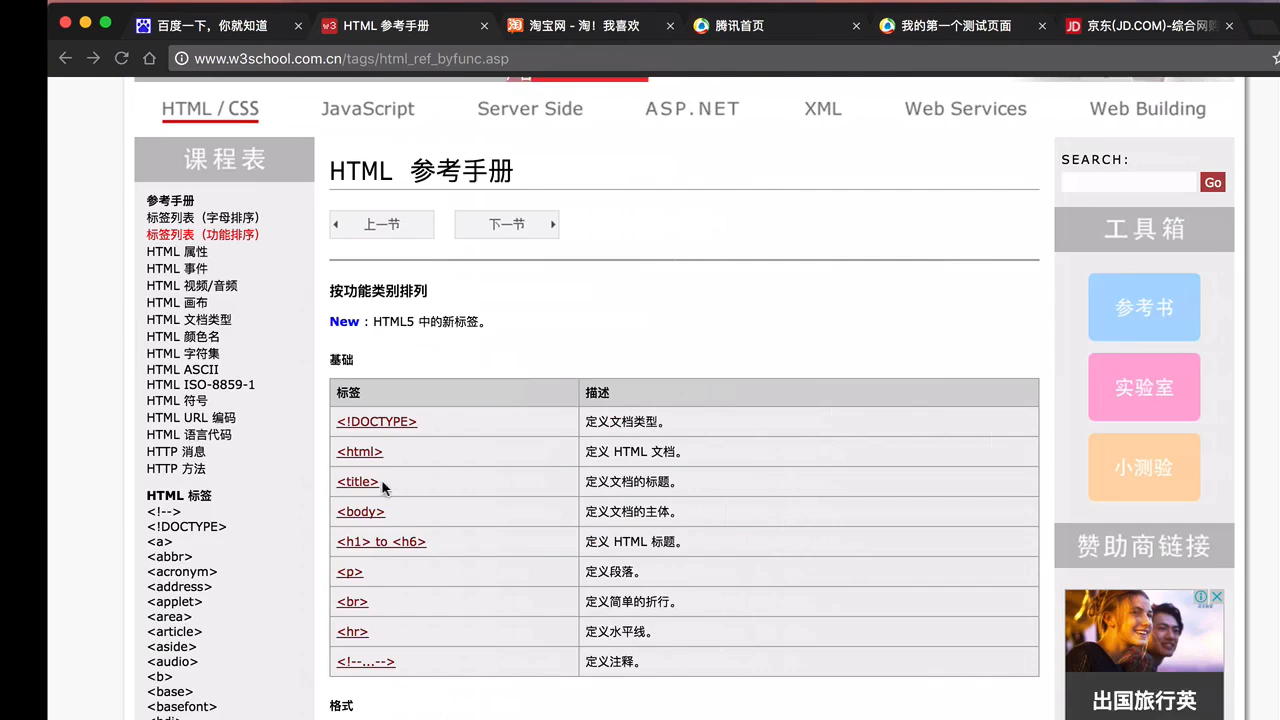 百度一下，你就知道
w3 HTML 参考手册
淘 淘宝网 - 淘！我喜欢
腾讯首页
我的第一个测试页面
JD 京东(JD.COM)-综合网
www.w3school.com.cn/tags/html_ref_byfunc.asp
HTML / CSS
JavaScript
Server Side
ASP.NET
XML
Web Services
Web Building
课程表
参考手册
标签列表（字母排序）
标签列表（功能排序）
HTML 属性
HTML 事件
HTML 视频/音频
HTML 画布
HTML 文档类型
HTML 颜色名
HTML 字符集
HTML ASCII
HTML ISO-8859-1
HTML 符号
HTML URL 编码
HTML 语言代码
HTTP 消息
HTTP 方法
HTML 标签
<!-->
<!DOCTYPE>
<a>
<abbr>
<acronym>
<address>
<applet>
<area>
<article>
<aside>
<audio>
<b>
<base>
<basefont>
HTML 参考手册
上一节
下一节
按功能类别排列
New：HTML5 中的新标签。
基础
标签 描述
<!DOCTYPE> 定义文档类型。
<html> 定义 HTML 文档。
<title> 定义文档的标题。
<body> 定义文档的主体。
<h1> to <h6> 定义 HTML 标题。
<p> 定义段落。
<br> 定义简单的折行。
<hr> 定义水平线。
<!--...--> 定义注释。
格式
SEARCH:
Go
工具箱
参考书
实验室
小测验
赞助商链接
出国旅行英